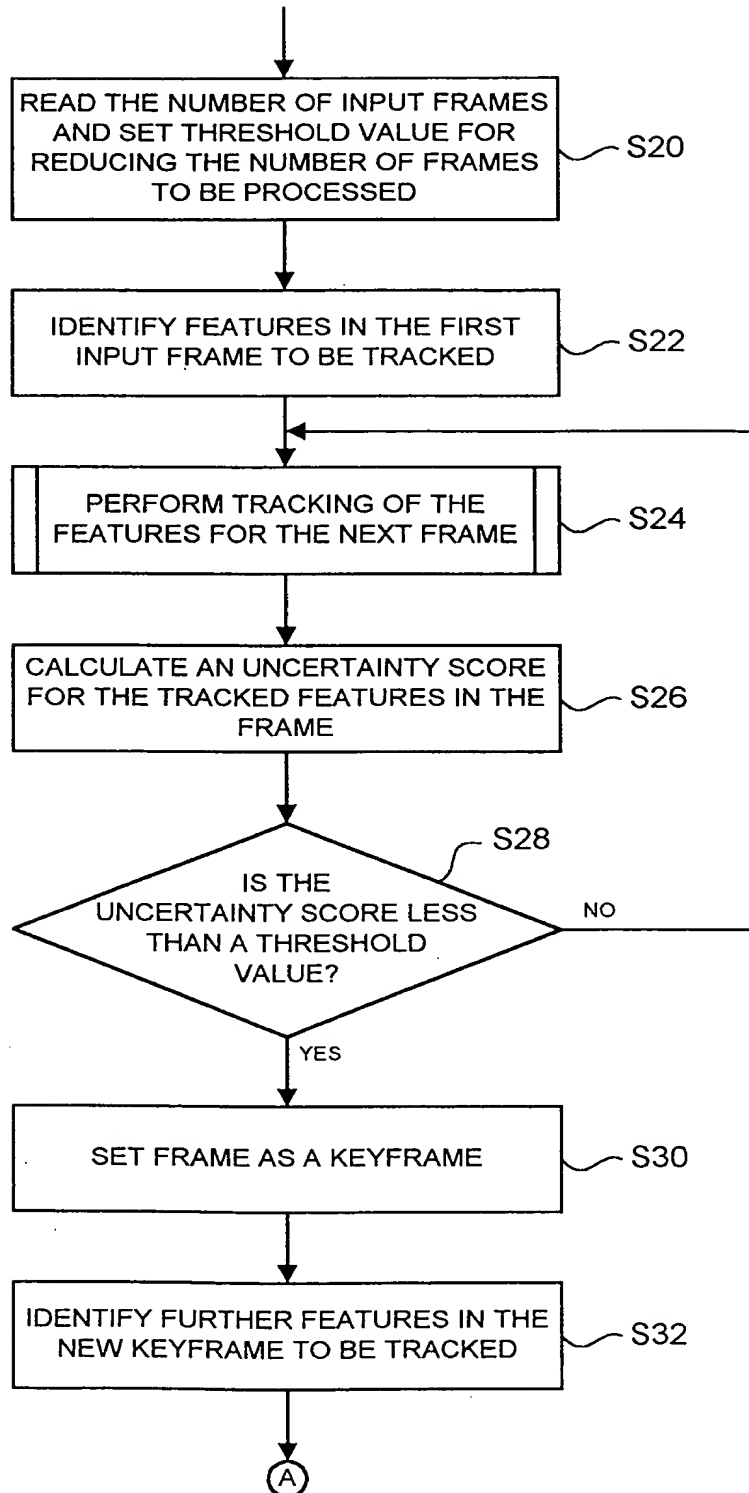 READ THE NUMBER OF INPUT FRAMES
AND SET THRESHOLD VALUE FOR
REDUCING THE NUMBER OF FRAMES
TO BE PROCESSED
S20
IDENTIFY FEATURES IN THE FIRST
INPUT FRAME TO BE TRACKED
S22
PERFORM TRACKING OF THE
FEATURES FOR THE NEXT FRAME
S24
CALCULATE AN UNCERTAINTY SCORE
FOR THE TRACKED FEATURES IN THE
FRAME
S26
S28
IS THE
UNCERTAINTY SCORE LESS
THAN A THRESHOLD
VALUE?
NO
YES
SET FRAME AS A KEYFRAME
S30
IDENTIFY FURTHER FEATURES IN THE
NEW KEYFRAME TO BE TRACKED
S32
A